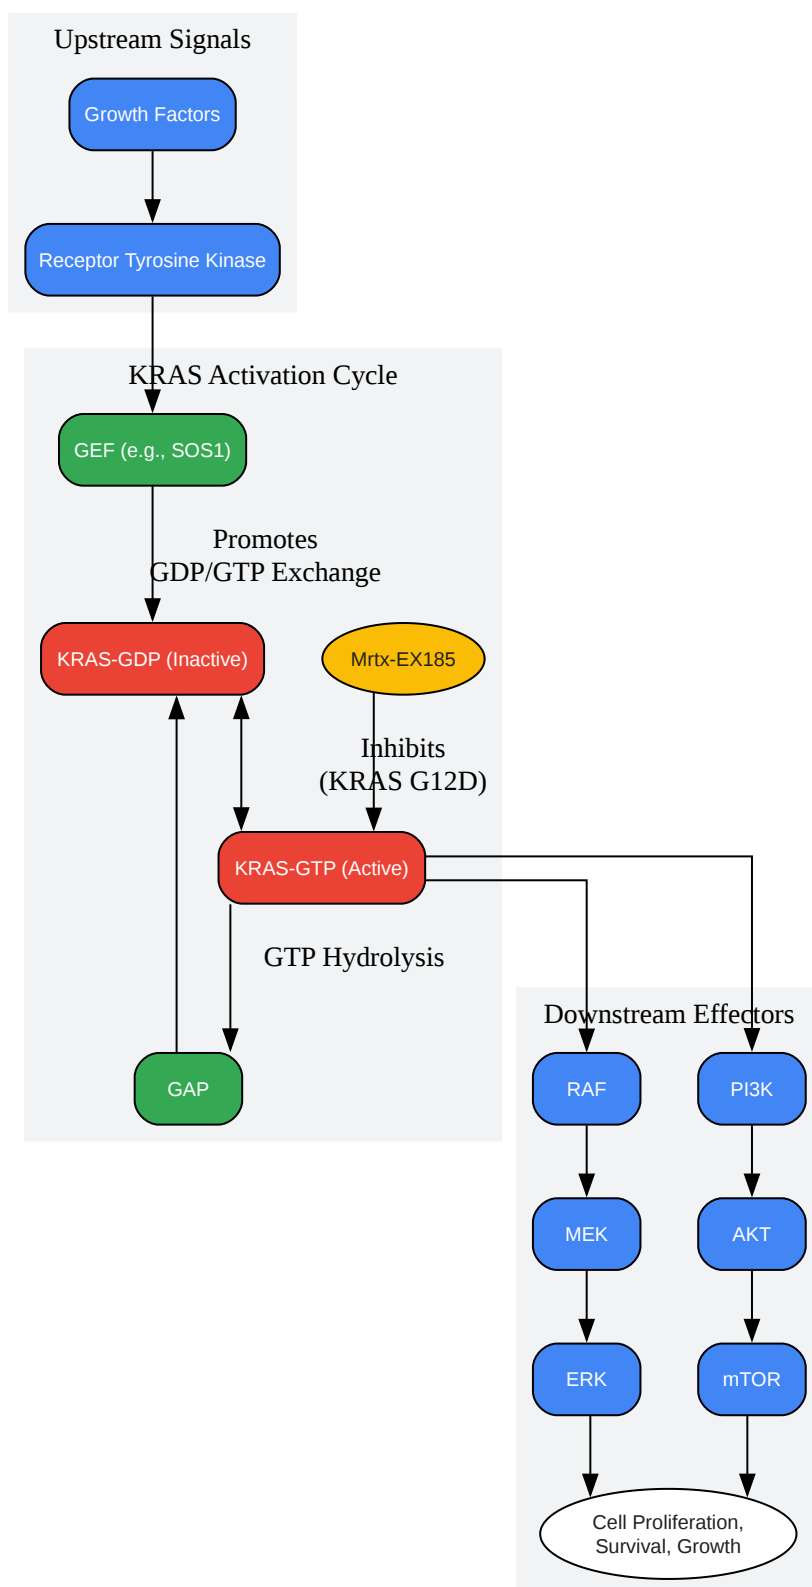 Upstream Signals
Growth Factors
Receptor Tyrosine Kinase
KRAS Activation Cycle
GEF (e.g., SOS1)
Promotes
GDP/GTP Exchange
KRAS-GDP (Inactive)
Mrtx-EX185
Inhibits
(KRAS G12D)
KRAS-GTP (Active)
GTP Hydrolysis
GAP
Downstream Effectors
RAF
PI3K
MEK
AKT
ERK
mTOR
Cell Proliferation,
Survival, Growth